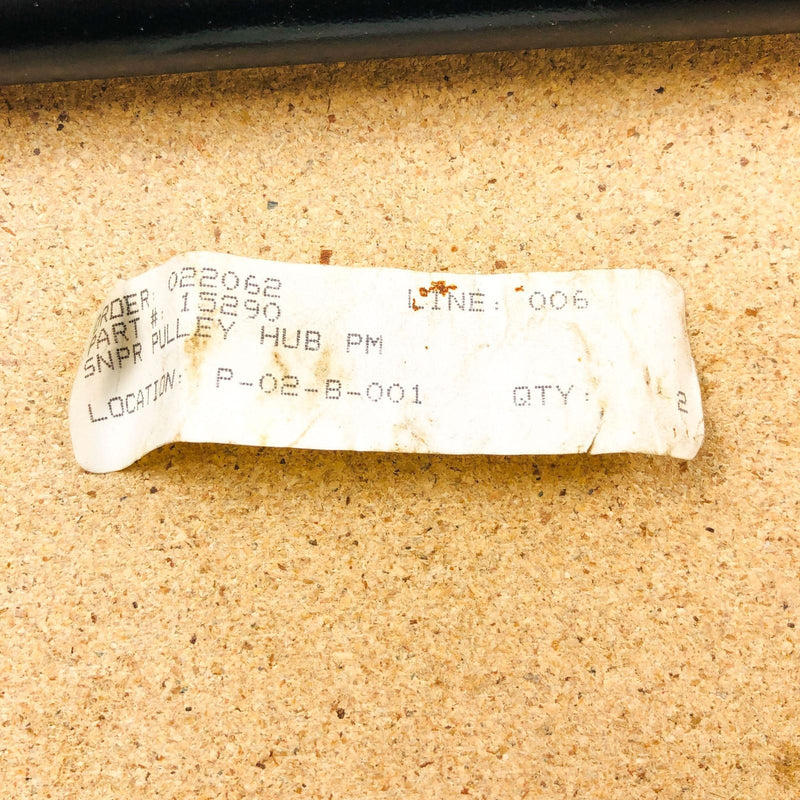 ORDER: 022062 LINE: 006
PART #: 15290
SNPR PULLEY HUB PM
LOCATION: P-02-B-001 QTY: 2